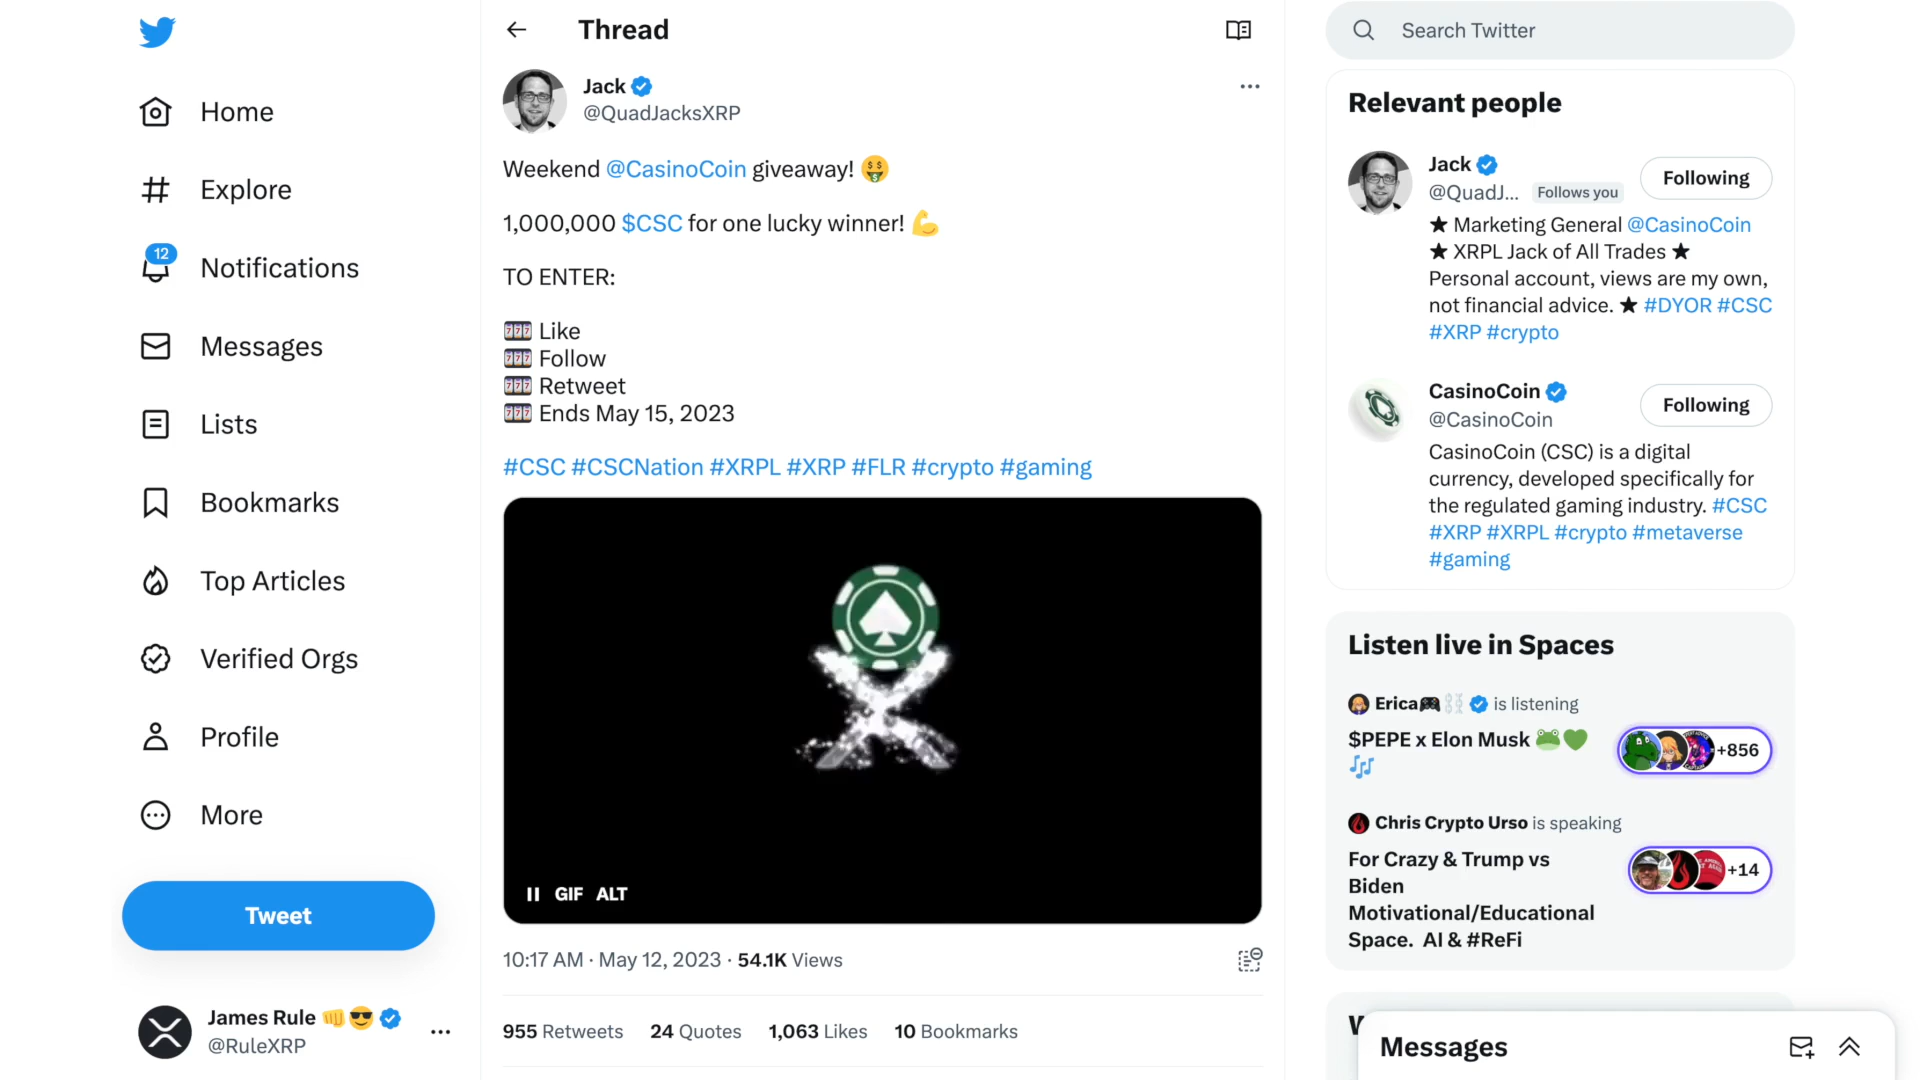 Home
Explore
12
Notifications
Messages
Lists
Bookmarks
Top Articles
Verified Orgs
Profile
More
Tweet
James Rule 👊😎
@RuleXRP
Thread
Jack
@QuadJacksXRP
Weekend @CasinoCoin giveaway! 🤑
1,000,000 $CSC for one lucky winner! 💪
TO ENTER:
🎰 Like
🎰 Follow
🎰 Retweet
🎰 Ends May 15, 2023
#CSC #CSCNation #XRPL #XRP #FLR #crypto #gaming
GIF ALT
10:17 AM · May 12, 2023 · 54.1K Views
955 Retweets 24 Quotes 1,063 Likes 10 Bookmarks
Search Twitter
Relevant people
Jack
@QuadJ... Follows you
Following
★ Marketing General @CasinoCoin
★ XRPL Jack of All Trades ★
Personal account, views are my own,
not financial advice. ★ #DYOR #CSC
#XRP #crypto
CasinoCoin
@CasinoCoin
Following
CasinoCoin (CSC) is a digital
currency, developed specifically for
the regulated gaming industry. #CSC
#XRP #XRPL #crypto #metaverse
#gaming
Listen live in Spaces
Erica🎮⛓️ is listening
$PEPE x Elon Musk 🐸💚
🎶
+856
Chris Crypto Urso is speaking
For Crazy & Trump vs
Biden
Motivational/Educational
Space. AI & #ReFi
+14
Messages